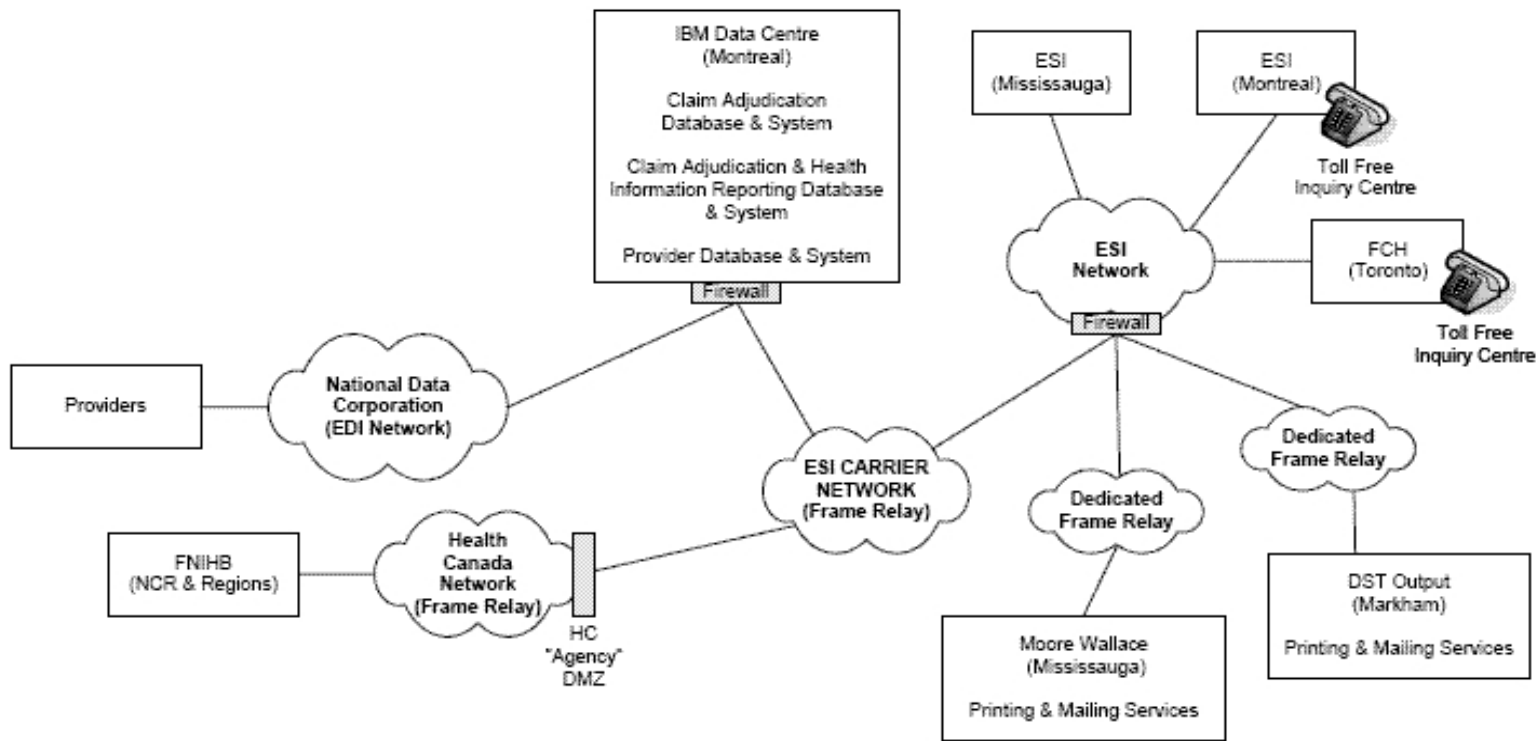 IBM Data Centre
(Montreal)
Claim Adjudication
Database & System
Claim Adjudication & Health
Information Reporting Database
& System
Provider Database & System
Firewall
ESI
(Mississauga)
ESI
(Montreal)
Toll Free
Inquiry Centre
ESI
Network
Firewall
FCH
(Toronto)
Toll Free
Inquiry Centre
Providers
National Data
Corporation
(EDI Network)
ESI CARRIER
NETWORK
(Frame Relay)
Dedicated
Frame Relay
Dedicated
Frame Relay
FNIHB
(NCR & Regions)
Health
Canada
Network
(Frame Relay)
HC
"Agency"
DMZ
Moore Wallace
(Mississauga)
Printing & Mailing Services
DST Output
(Markham)
Printing & Mailing Services